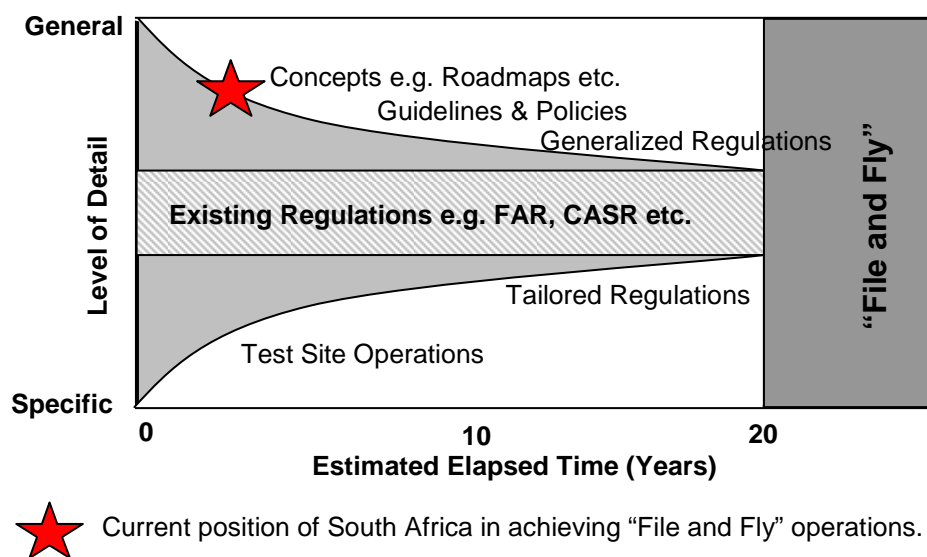 General
Concepts e.g. Roadmaps etc.
Guidelines & Policies
Generalized Regulations
Existing Regulations e.g. FAR, CASR etc.
Level of Detail
Tailored Regulations
Test Site Operations
Specific
“File and Fly”
0 10 20
Estimated Elapsed Time (Years)
Current position of South Africa in achieving “File and Fly” operations.